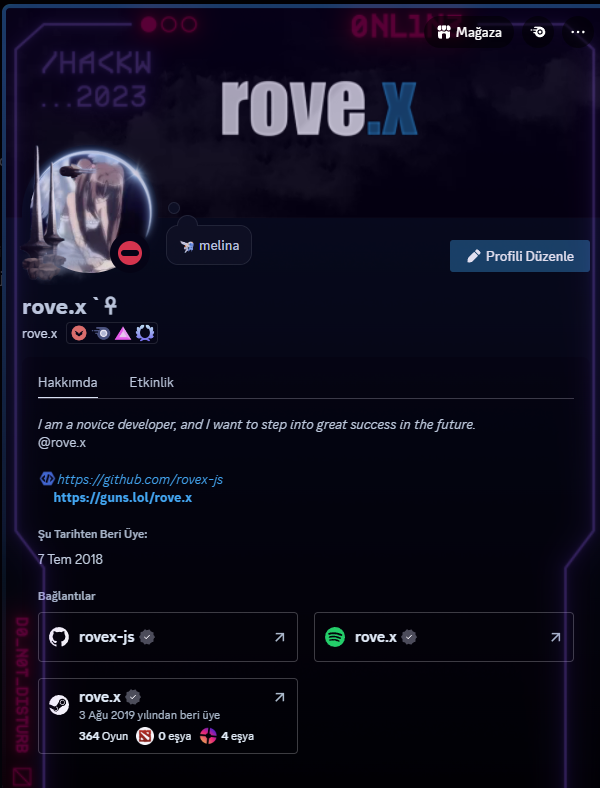 0NL1
Mağaza
/HACKW
...2023
rove.x
melina
Profili Düzenle
rove.x ` ♀
rove.x
Hakkımda
Etkinlik
I am a novice developer, and I want to step into great success in the future.
@rove.x
https://github.com/rovex-js
https://guns.lol/rove.x
Şu Tarihten Beri Üye:
7 Tem 2018
Bağlantılar
rovex-js
rove.x
rove.x
3 Ağu 2019 yılından beri üye
364 Oyun
0 eşya
4 eşya
D0_N0T_DISTURB